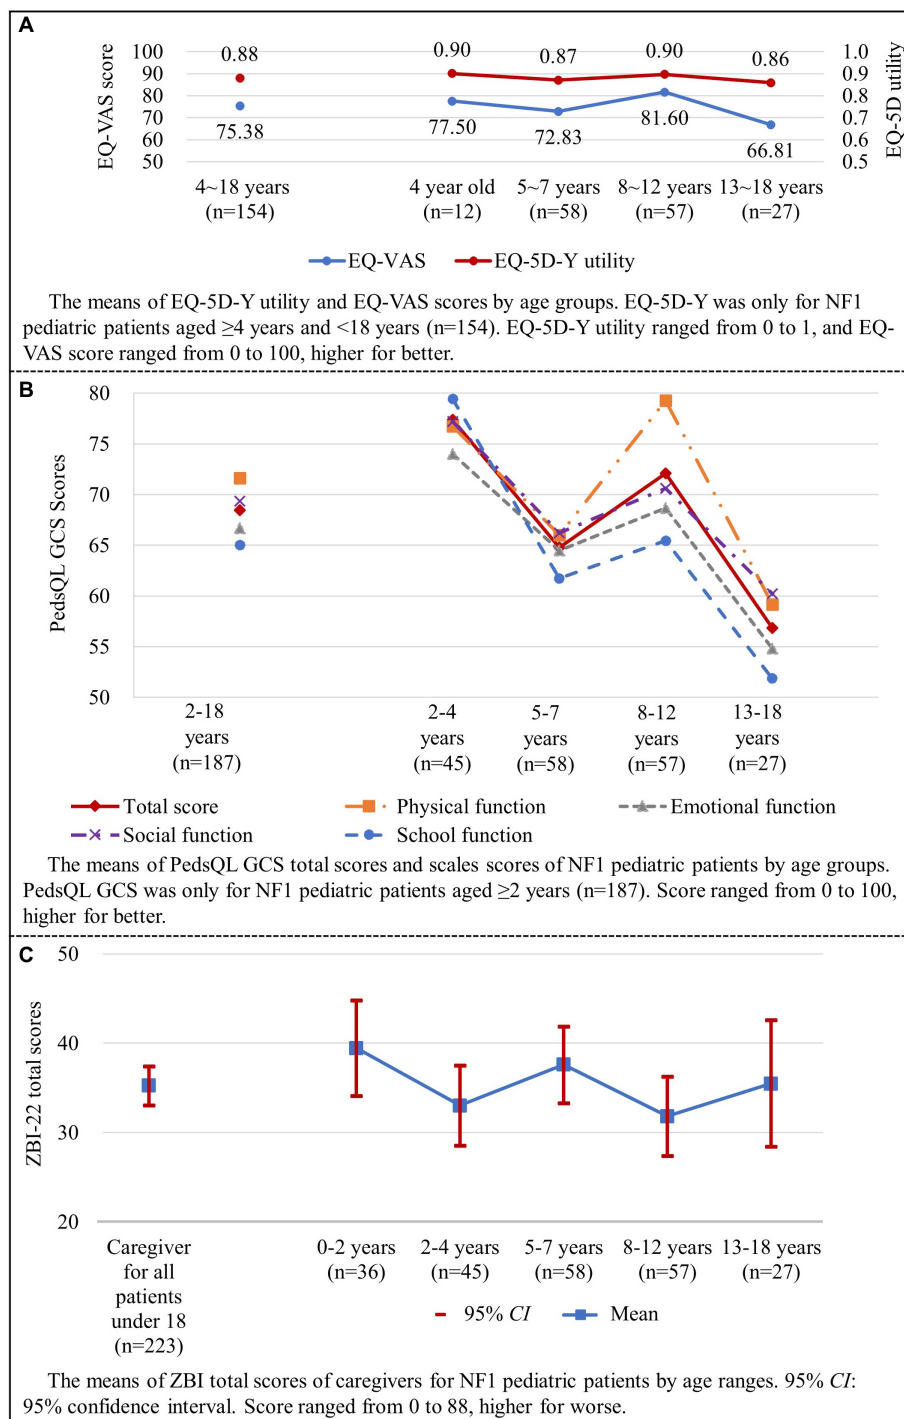 A
EQ-VAS score
EQ-5D utility
100
90
80
70
60
50
1.0
0.9
0.8
0.7
0.6
0.5
0.88
0.90
0.87
0.90
0.86
75.38
77.50
72.83
81.60
66.81
4~18 years
(n=154)
4 year old
(n=12)
5~7 years
(n=58)
8~12 years
(n=57)
13~18 years
(n=27)
EQ-VAS
EQ-5D-Y utility
The means of EQ-5D-Y utility and EQ-VAS scores by age groups. EQ-5D-Y was only for NF1
pediatric patients aged ≥4 years and <18 years (n=154). EQ-5D-Y utility ranged from 0 to 1, and EQ-
VAS score ranged from 0 to 100, higher for better.
B
PedsQL GCS Scores
80
75
70
65
60
55
50
2-18
years
(n=187)
2-4
years
(n=45)
5-7
years
(n=58)
8-12
years
(n=57)
13-18
years
(n=27)
Total score
Physical function
Emotional function
Social function
School function
The means of PedsQL GCS total scores and scales scores of NF1 pediatric patients by age groups.
PedsQL GCS was only for NF1 pediatric patients aged ≥2 years (n=187). Score ranged from 0 to 100,
higher for better.
C
ZBI-22 total scores
50
40
30
20
Caregiver
for all
patients
under 18
(n=223)
0-2 years
(n=36)
2-4 years
(n=45)
5-7 years
(n=58)
8-12 years
(n=57)
13-18 years
(n=27)
95% CI
Mean
The means of ZBI total scores of caregivers for NF1 pediatric patients by age ranges. 95% CI:
95% confidence interval. Score ranged from 0 to 88, higher for worse.